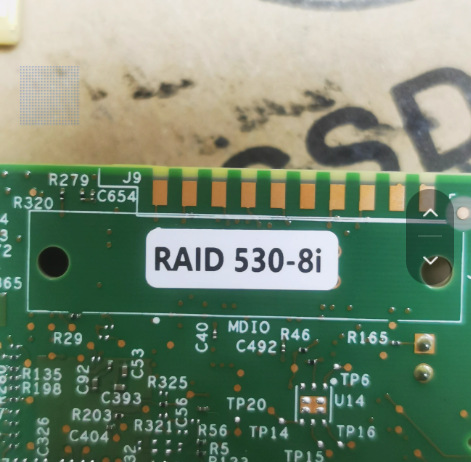 SSD
R279
J9
C654
R320
RAID 530-8i
R29
C40
MDIO
C492
R46
R165
C53
C92
R135
R198
C393
R325
R203
C404
C326
R321
C56
R56
R5
TP20
TP14
TP15
TP6
U14
TP16